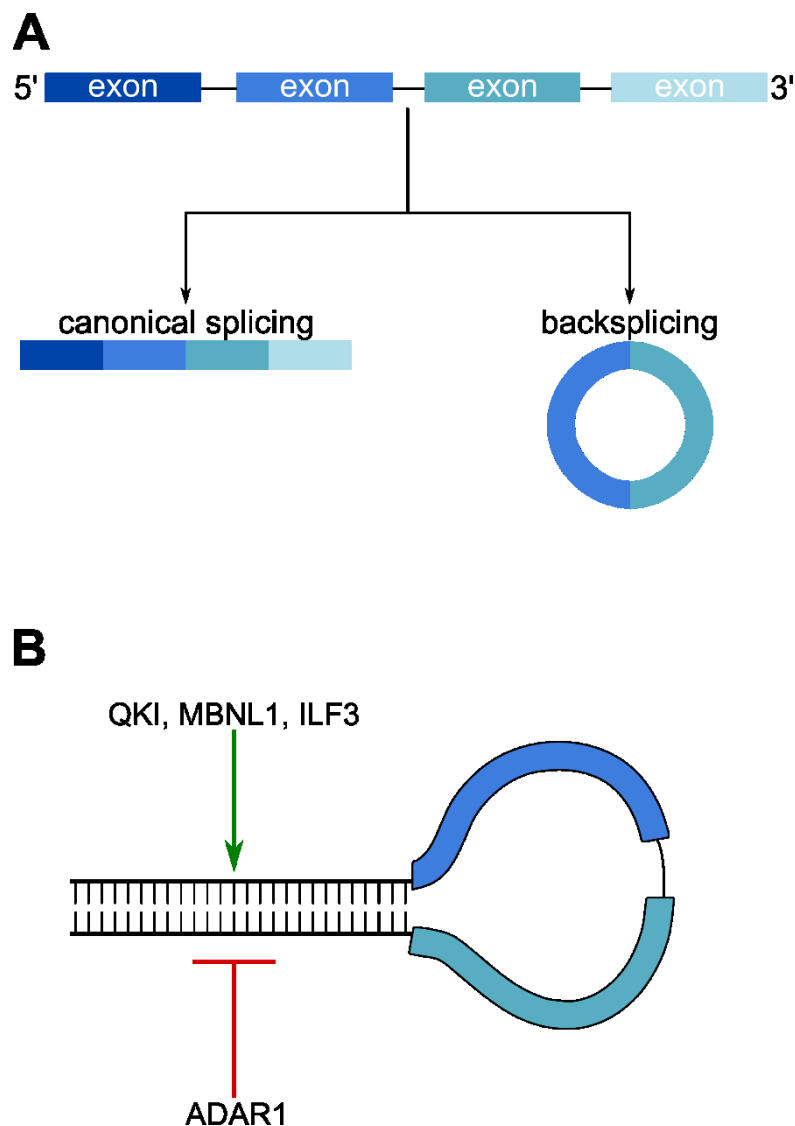 A
5' exon exon exon exon 3'
canonical splicing backsplicing
B
QKI, MBNL1, ILF3
ADAR1